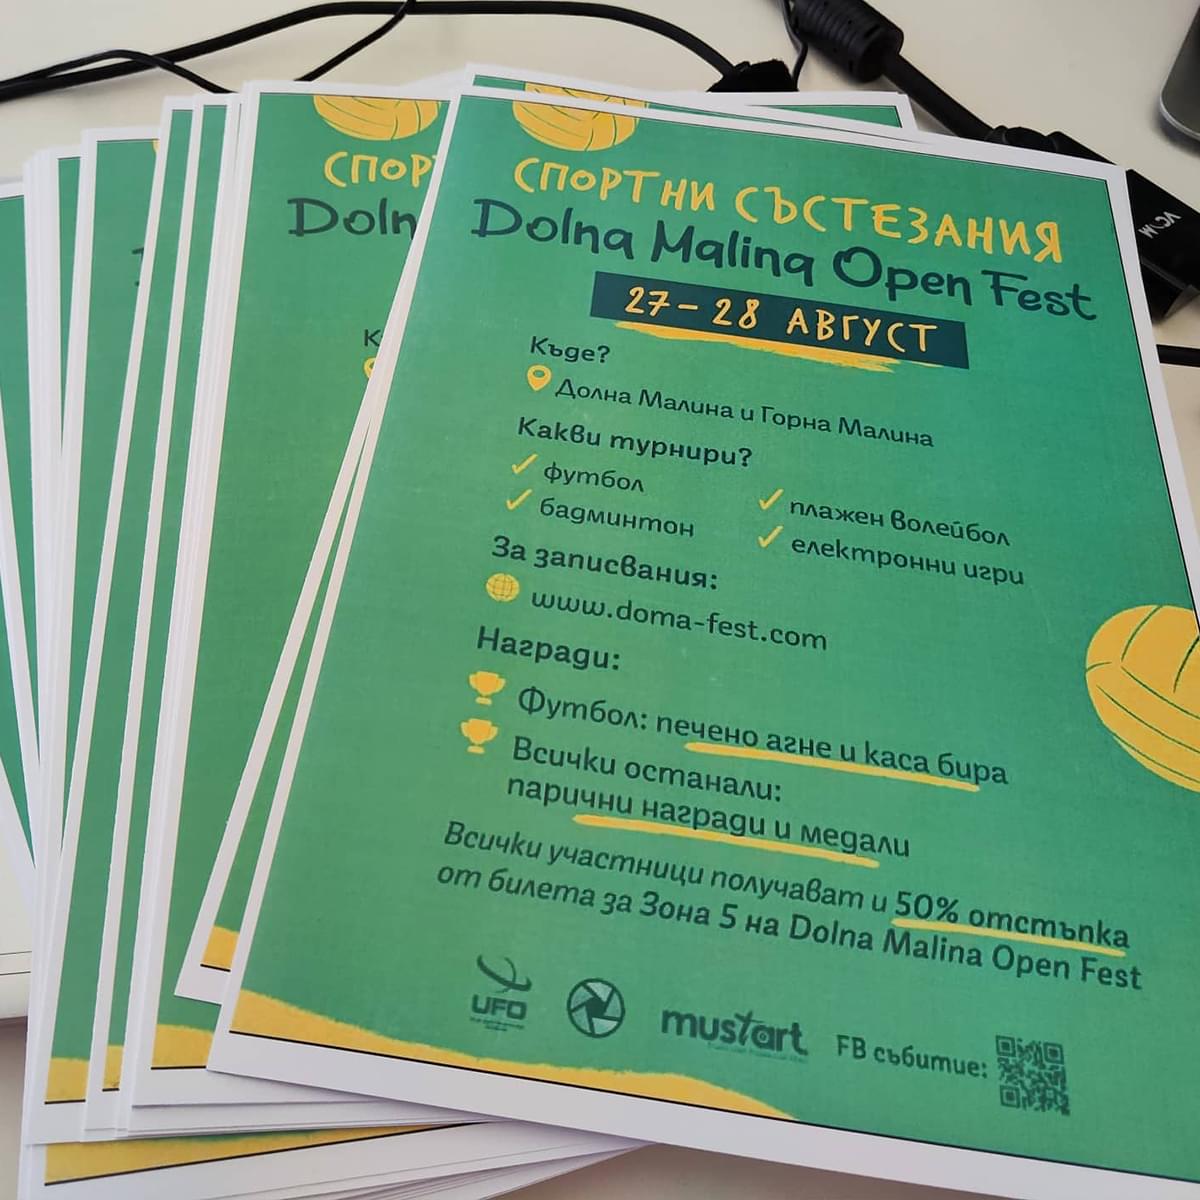 СПОРТНИ СЪСТЕЗАНИЯ
Dolna Malina Open Fest
27-28 АВГУСТ
Къде?
Долна Малина и Горна Малина
Какви турнири?
футбол
плажен волейбол
бадминтон
електронни игри
За записвания:
www.doma-fest.com
Награди:
Футбол: печено агне и каса бира
Всички останали:
парични награди и медали
Всички участници получават и 50% отстъпка
от билета за Зона 5 на Dolna Malina Open Fest
UFO
mustart
FB събитие:
СПОР
Doln
К
VCOM